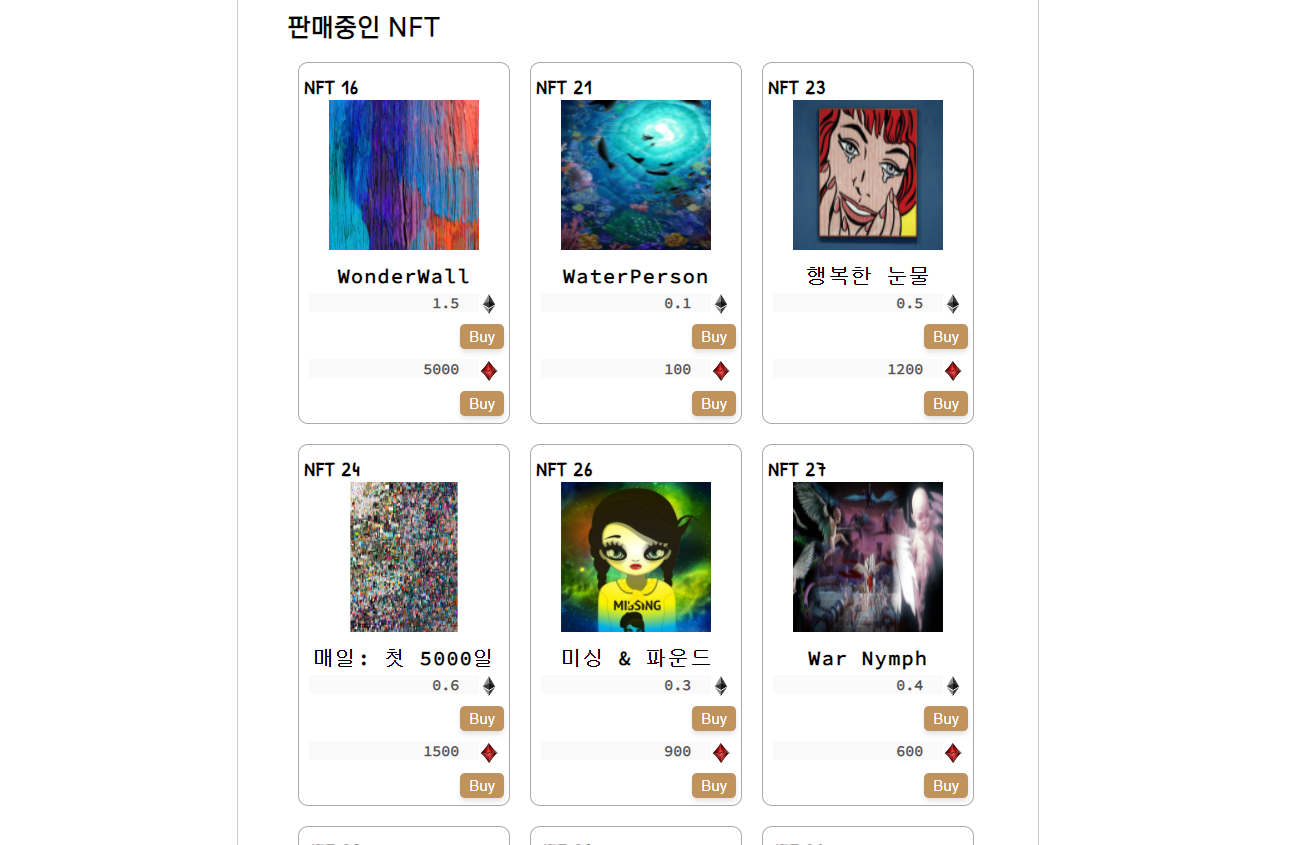 판매중인 NFT
NFT 16
NFT 21
NFT 23
WonderWall
WaterPerson
행복한 눈물
1.5
0.1
0.5
Buy
Buy
Buy
5000
100
1200
Buy
Buy
Buy
NFT 24
NFT 26
NFT 27
MISSING
매일: 첫 5000일
미싱 & 파운드
War Nymph
0.6
0.3
0.4
Buy
Buy
Buy
1500
900
600
Buy
Buy
Buy